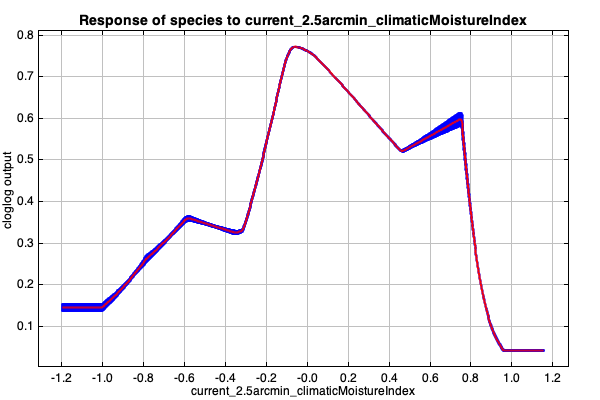 Response of species to current_2.5arcmin_climaticMoistureIndex
cloglog output
0.8
0.7
0.6
0.5
0.4
0.3
0.2
0.1
-1.2 -1.0 -0.8 -0.6 -0.4 -0.2 -0.0 0.2 0.4 0.6 0.8 1.0 1.2
current_2.5arcmin_climaticMoistureIndex